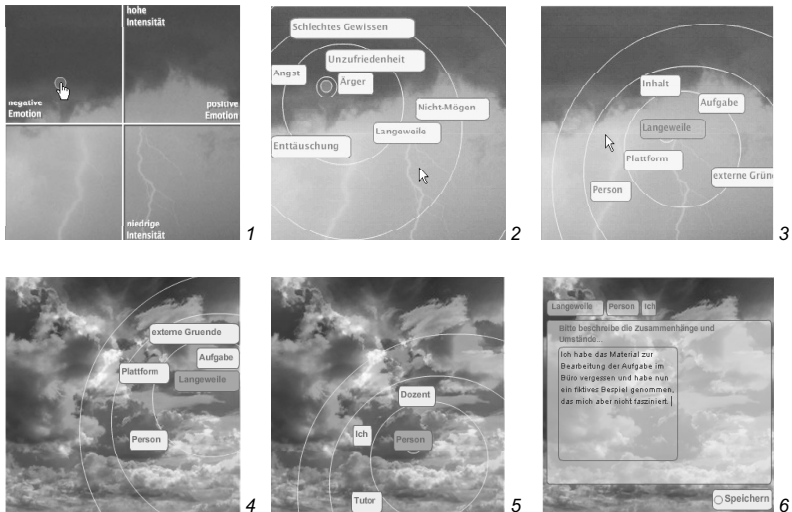 hohe
Intensität
negative
Emotion
positive
Emotion
niedrige
Intensität
1
Schlechtes Gewissen
Unzufriedenheit
Angst
Ärger
Nicht-Mögen
Langeweile
Enttäuschung
2
Inhalt
Aufgabe
Langeweile
Plattform
externe Grün
Person
3
externe Gruende
Aufgabe
Plattform
Langeweile
Person
4
Dozent
Ich
Person
Tutor
5
Langeweile Person Ich
Bitte beschreibe die Zusammenhänge und
Umstände...
Ich habe das Material zur
Bearbeitung der Aufgabe im
Büro vergessen und habe nun
ein fiktives Bespiel genommen,
das mich aber nicht fasziniert.
Speichern
6